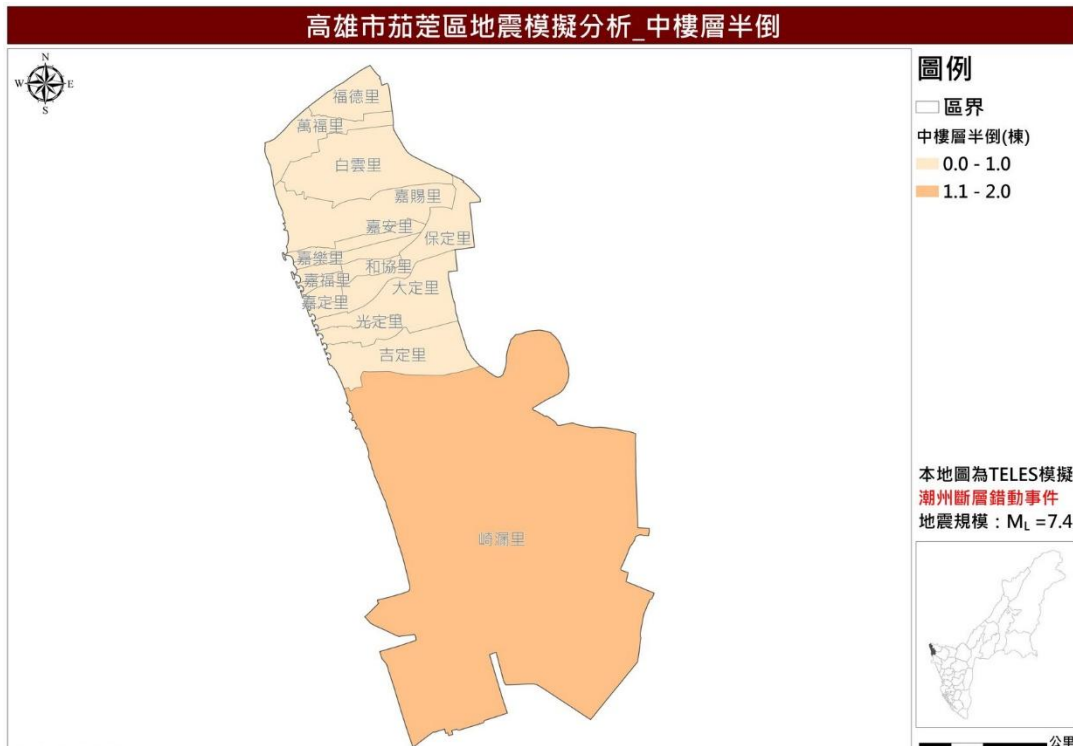 高雄市茄萣區地震模擬分析_中樓層半倒
N
W
E
S
福德里
萬福里
白雲里
嘉賜里
嘉安里
保定里
嘉樂里
和協里
嘉福里
大定里
嘉定里
光定里
吉定里
崎漏里
圖例
區界
中樓層半倒(棟)
0.0 - 1.0
1.1 - 2.0
本地圖為TELES模擬
潮州斷層錯動事件
地震規模：ML =7.4
公里